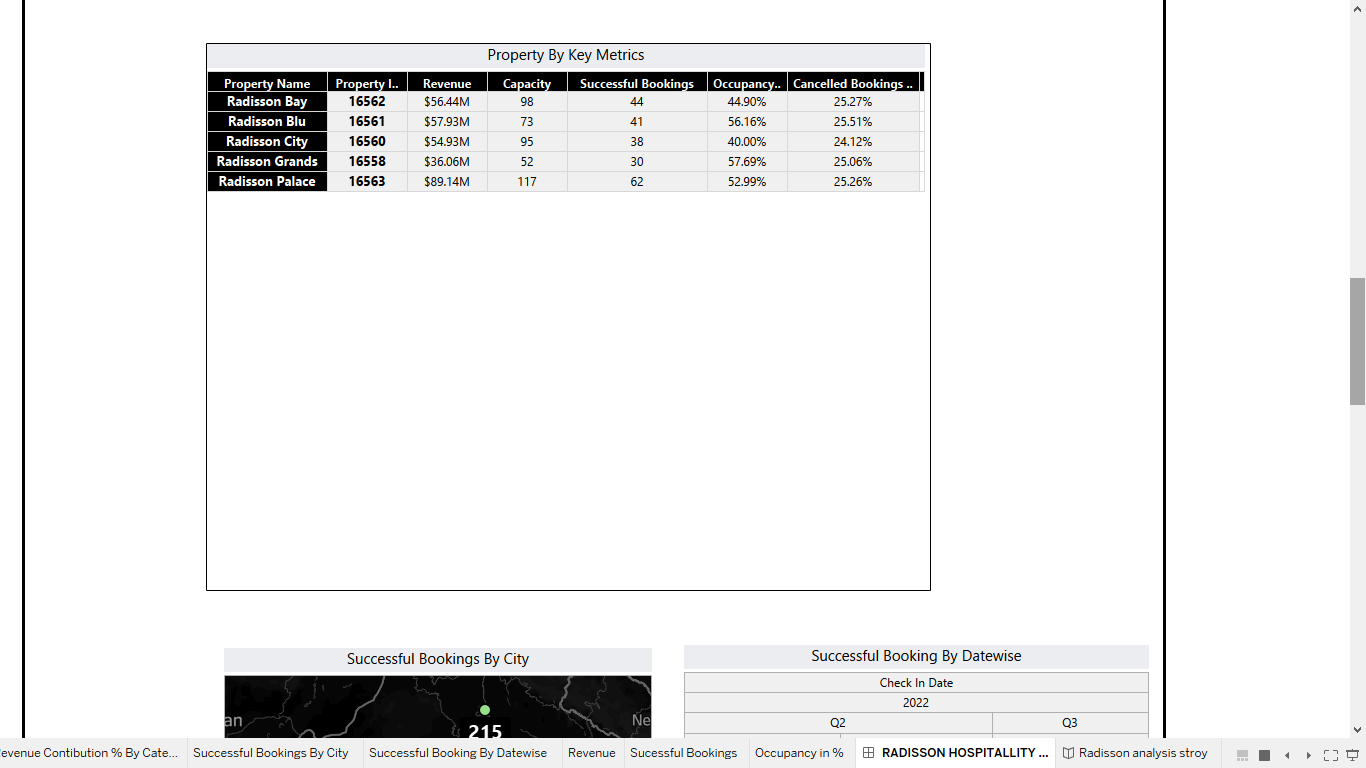 Property By Key Metrics
Property Name Property I.. Revenue Capacity Successful Bookings Occupancy.. Cancelled Bookings ..
Radisson Bay 16562 $56.44M 98 44 44.90% 25.27%
Radisson Blu 16561 $57.93M 73 41 56.16% 25.51%
Radisson City 16560 $54.93M 95 38 40.00% 24.12%
Radisson Grands 16558 $36.06M 52 30 57.69% 25.06%
Radisson Palace 16563 $89.14M 117 62 52.99% 25.26%
Successful Bookings By City
an
215
Ne
Successful Booking By Datewise
Check In Date
2022
Q2 Q3
evenue Contibution % By Cate... Successful Bookings By City Successful Booking By Datewise Revenue Sucessful Bookings Occupancy in % RADISSON HOSPITALLITY ... Radisson analysis stroy